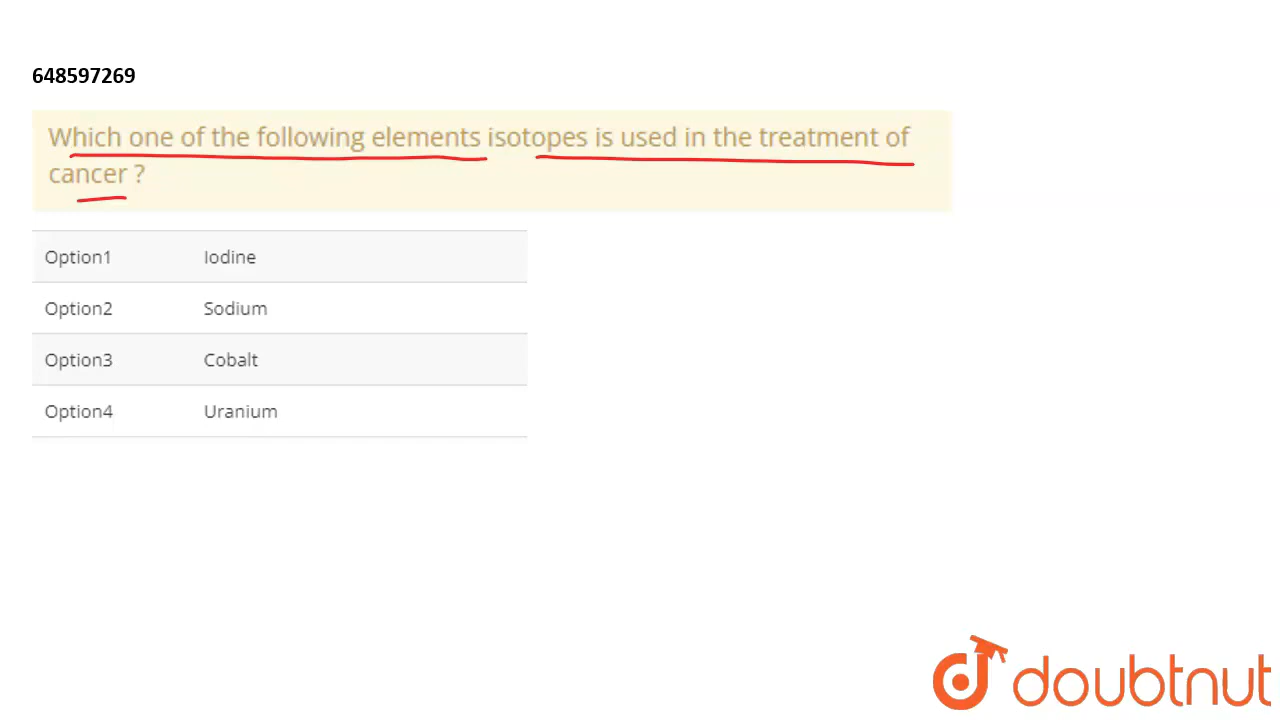 648597269
Which one of the following elements isotopes is used in the treatment of
cancer ?
Option1 Iodine
Option2 Sodium
Option3 Cobalt
Option4 Uranium
doubtnut